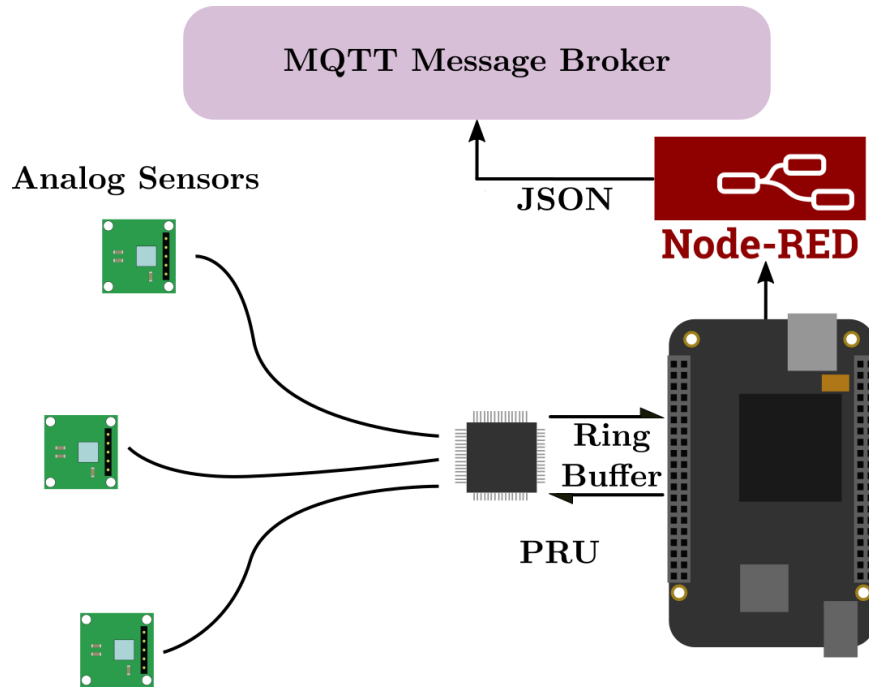 MQTT Message Broker
Analog Sensors
JSON
Node-RED
Ring
Buffer
PRU